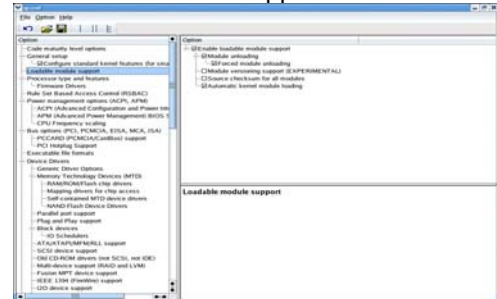 qconf
File Option Help
Option
Code maturity level options
General setup
Configure standard kernel features (for sma
Loadable module support
Processor type and features
Firmware Drivers
Rule Set Based Access Control (RSBAC)
Power management options (ACPI, APM)
ACPI (Advanced Configuration and Power Inte
APM (Advanced Power Management) BIOS S
CPU Frequency scaling
Bus options (PCI, PCMCIA, EISA, MCA, ISA)
PCCARD (PCMCIA/CardBus) support
PCI Hotplug Support
Executable file formats
Device Drivers
Generic Driver Options
Memory Technology Devices (MTD)
RAM/ROM/Flash chip drivers
Mapping drivers for chip access
Self-contained MTD device drivers
NAND Flash Device Drivers
Parallel port support
Plug and Play support
Block devices
IO Schedulers
ATA/ATAPI/MFM/RLL support
SCSI device support
Old CD-ROM drivers (not SCSI, not IDE)
Multi-device support (RAID and LVM)
Fusion MPT device support
IEEE 1394 (FireWire) support
I2O device support
Option
Enable loadable module support
Module unloading
Forced module unloading
Module versioning support (EXPERIMENTAL)
Source checksum for all modules
Automatic kernel module loading
Loadable module support